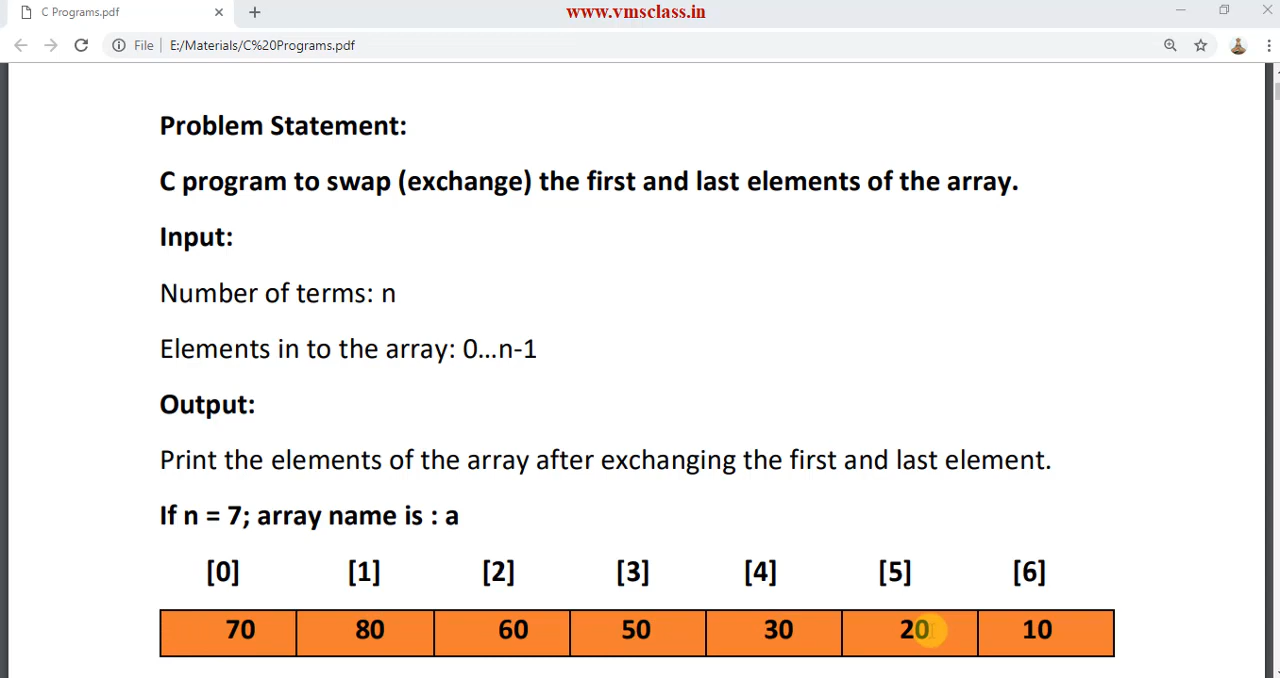 C Programs.pdf
www.vmsclass.in
File | E:/Materials/C%20Programs.pdf
Problem Statement:
C program to swap (exchange) the first and last elements of the array.
Input:
Number of terms: n
Elements in to the array: 0...n-1
Output:
Print the elements of the array after exchanging the first and last element.
If n = 7; array name is : a
[0] [1] [2] [3] [4] [5] [6]
70 80 60 50 30 20 10